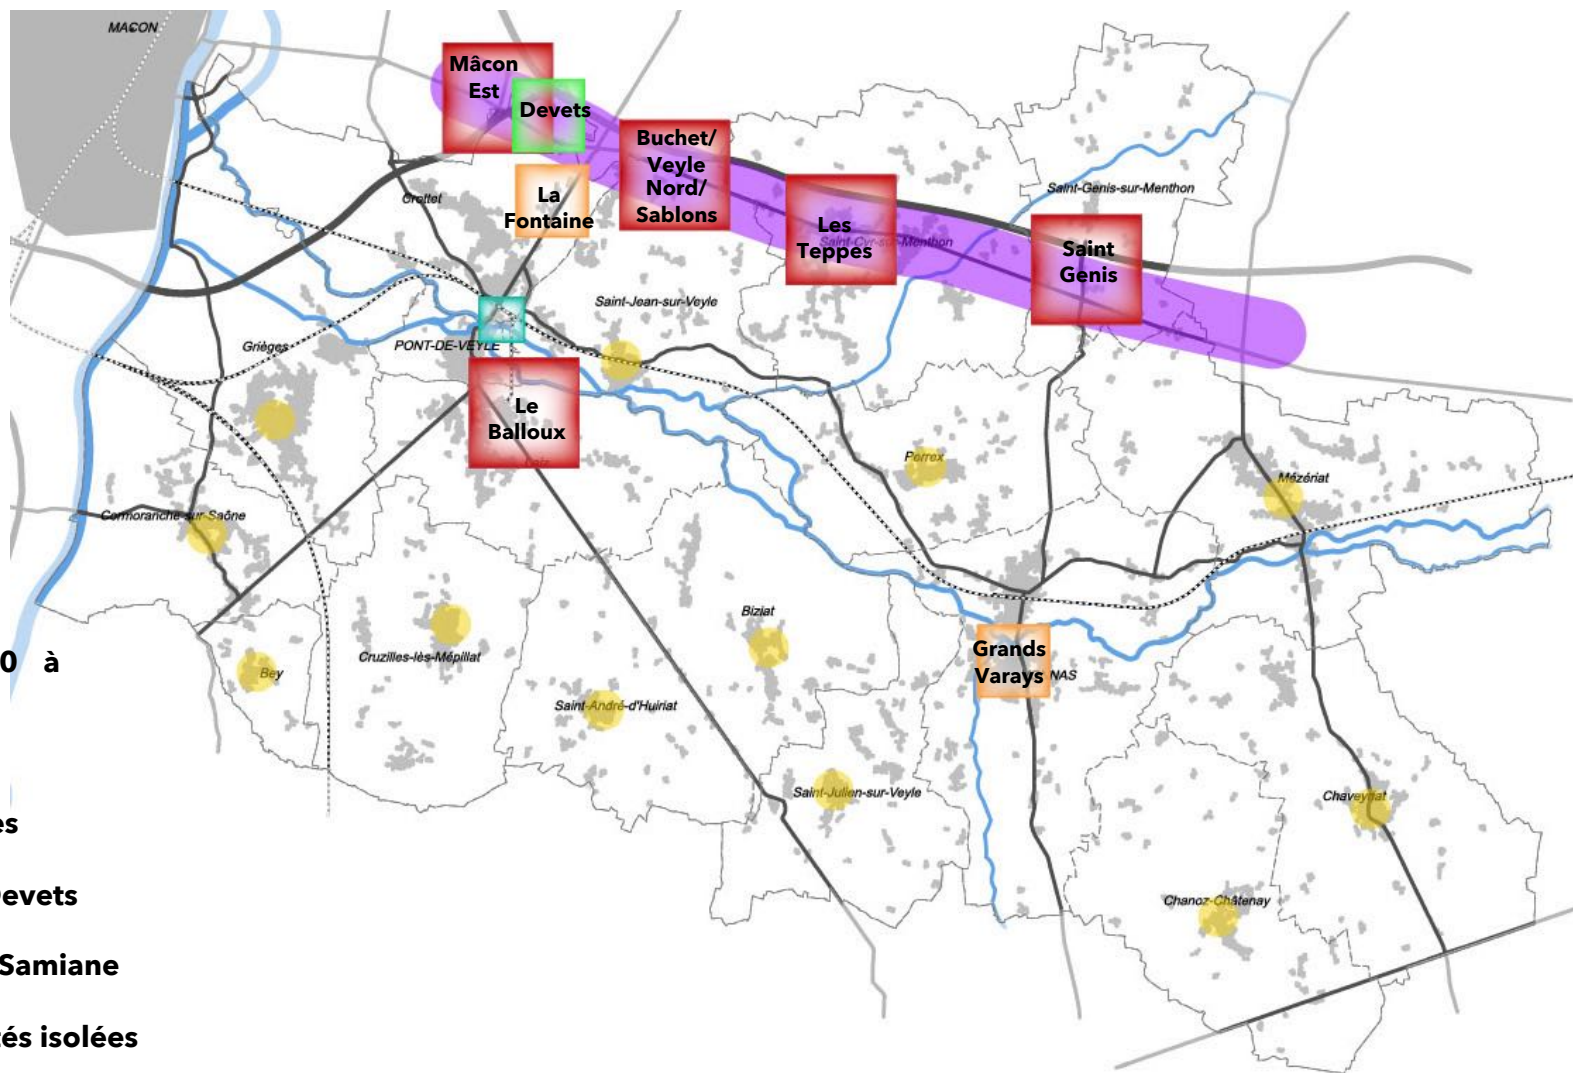 MACON
Mâcon
Est
Devets
Buchet/
Veyle
Nord/
Sablons
Saint-Genis-sur-Menthon
Crottet
La
Fontaine
Les
Teppes
Saint-Cyr-sur-Menthon
Saint
Genis
Saint-Jean-sur-Veyle
Grièges
PONT-DE-VEYLE
Le
Balloux
Perrex
Mézériat
Cormoranche-sur-Saône
Biziat
Cruzilles-lès-Mépillat
Grands
Varays
NAS
0 à
Bey
Saint-André-d'Huiriat
Saint-Julien-sur-Veyle
Chaveyriat
es
Devets
Chanoz-Châtenay
Samiane
tés isolées